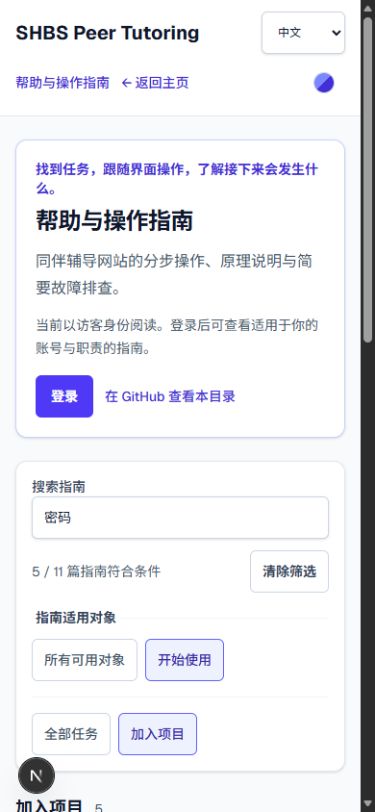 SHBS Peer Tutoring
中文
帮助与操作指南
← 返回主页
找到任务，跟随界面操作，了解接下来会发生什
么。
帮助与操作指南
同伴辅导网站的分步操作、原理说明与简
要故障排查。
当前以访客身份阅读。登录后可查看适用于你的
账号与职责的指南。
登录
在 GitHub 查看本目录
搜索指南
密码
5 / 11 篇指南符合条件
清除筛选
指南适用对象
所有可用对象
开始使用
全部任务
加入项目
N
加入项目 5